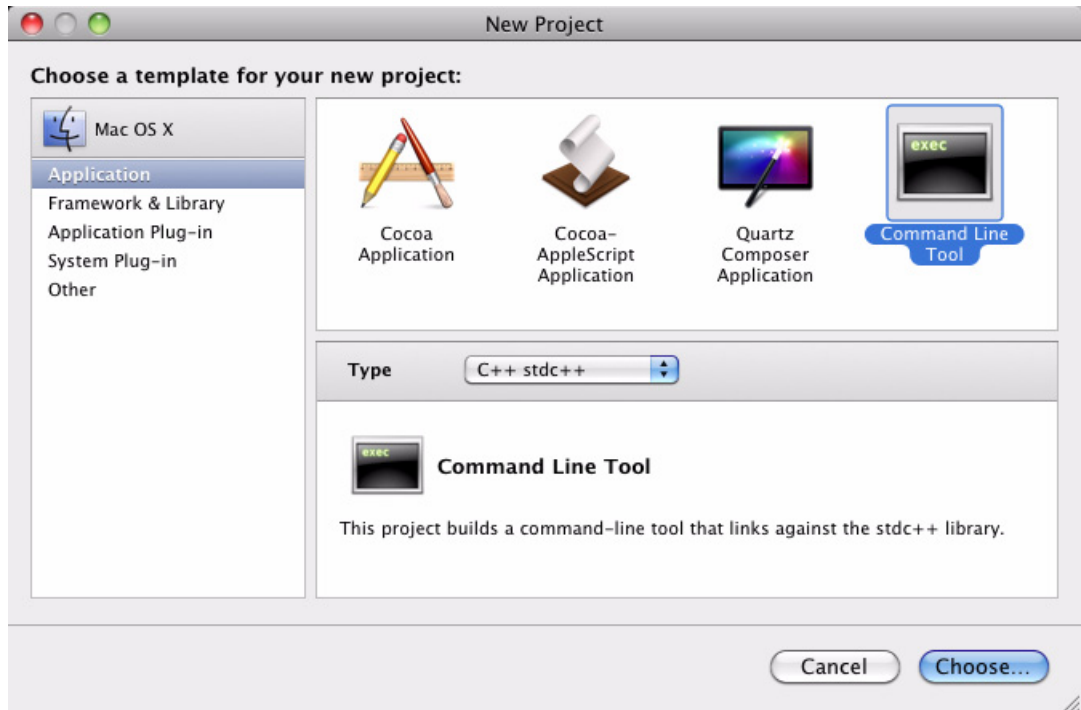 New Project
Choose a template for your new project:
Mac OS X
Application
Framework & Library
Application Plug-in
System Plug-in
Other
Cocoa
Application
Cocoa-
AppleScript
Application
Quartz
Composer
Application
exec
Command Line
Tool
Type
C++ stdc++
exec
Command Line Tool
This project builds a command-line tool that links against the stdc++ library.
Cancel
Choose...